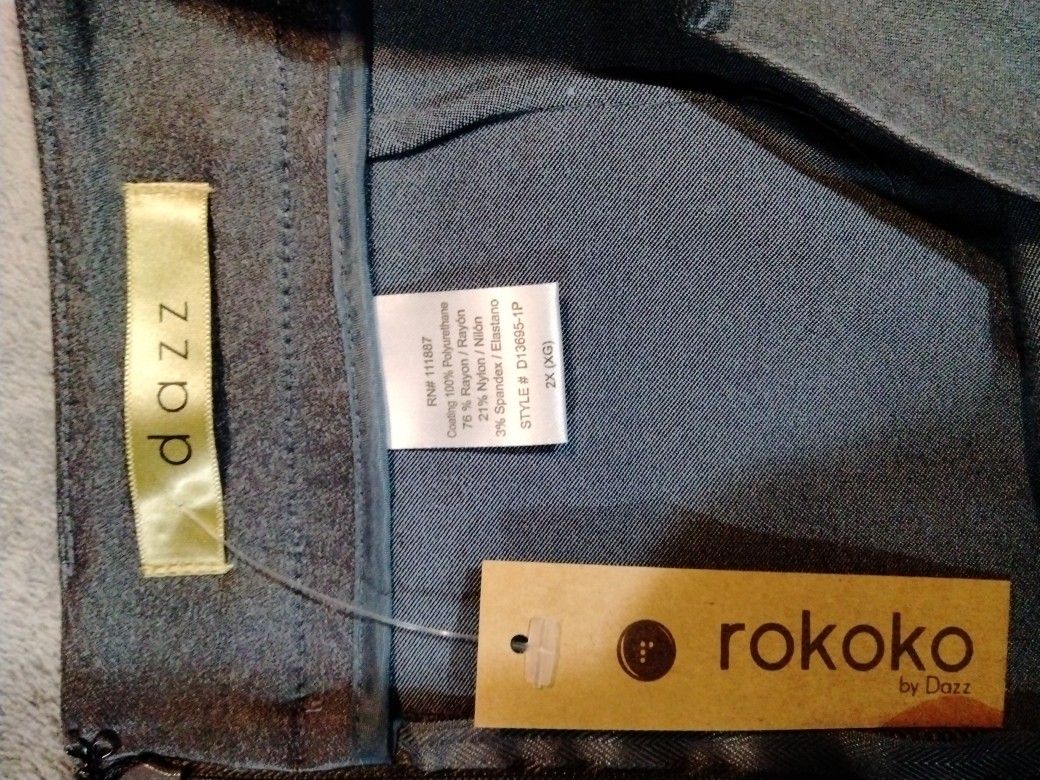 dazz
RN# 111887
Coating 100% Polyurethane
76 % Rayon / Rayón
21% Nylon / Nilón
3% Spandex / Elastano
STYLE # D13695-1P
2X (XG)
rokoko
by Dazz